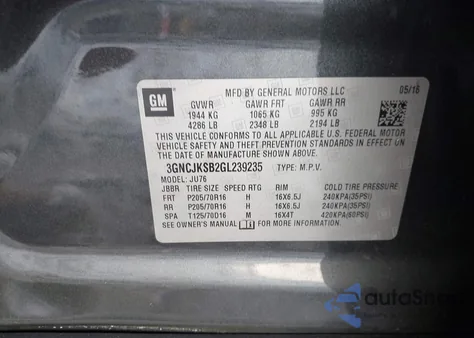 GM
MFD BY GENERAL MOTORS LLC 05/16
GVWR GAWR FRT GAWR RR
1944 KG 1065 KG 995 KG
4286 LB 2348 LB 2194 LB
THIS VEHICLE CONFORMS TO ALL APPLICABLE U.S. FEDERAL MOTOR
VEHICLE SAFETY AND THEFT PREVENTION STANDARDS IN EFFECT ON
THE DATE OF MANUFACTURE SHOWN ABOVE.
3GNCJKSB2GL239235 TYPE: M.P.V.
MODEL: JU76
JBBR TIRE SIZE SPEED RTG RIM COLD TIRE PRESSURE
FRT P205/70R16 H 16X6.5J 240KPA(35PSI)
RR P205/70R16 H 16X6.5J 240KPA(35PSI)
SPA T125/70D16 M 16X4T 420KPA(60PSI)
SEE OWNER'S MANUAL FOR MORE INFORMATION.